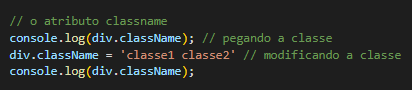 // o atributo classname
console.log(div.className); // pegando a classe
div.className = 'classe1 classe2' // modificando a classe
console.log(div.className);